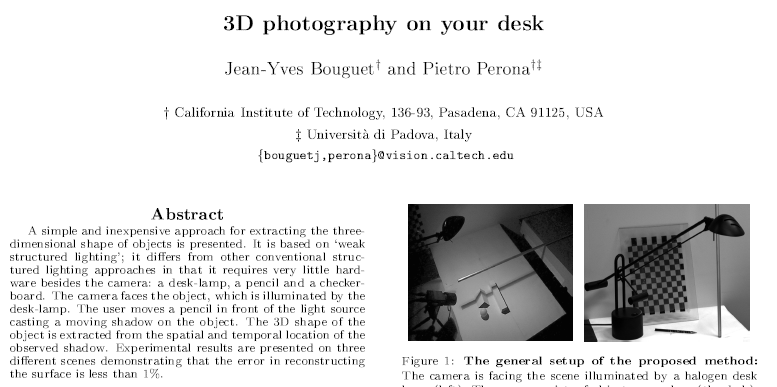 3D photography on your desk
Jean-Yves Bouguet† and Pietro Perona†‡
† California Institute of Technology, 136-93, Pasadena, CA 91125, USA
‡ Università di Padova, Italy
{bouguetj,perona}@vision.caltech.edu
Abstract
A simple and inexpensive approach for extracting the three-
dimensional shape of objects is presented. It is based on ‘weak
structured lighting’; it differs from other conventional struc-
tured lighting approaches in that it requires very little hard-
ware besides the camera: a desk-lamp, a pencil and a checker-
board. The camera faces the object, which is illuminated by the
desk-lamp. The user moves a pencil in front of the light source
casting a moving shadow on the object. The 3D shape of the
object is extracted from the spatial and temporal location of the
observed shadow. Experimental results are presented on three
different scenes demonstrating that the error in reconstructing
the surface is less than 1%.
Figure 1: The general setup of the proposed method:
The camera is facing the scene illuminated by a halogen desk